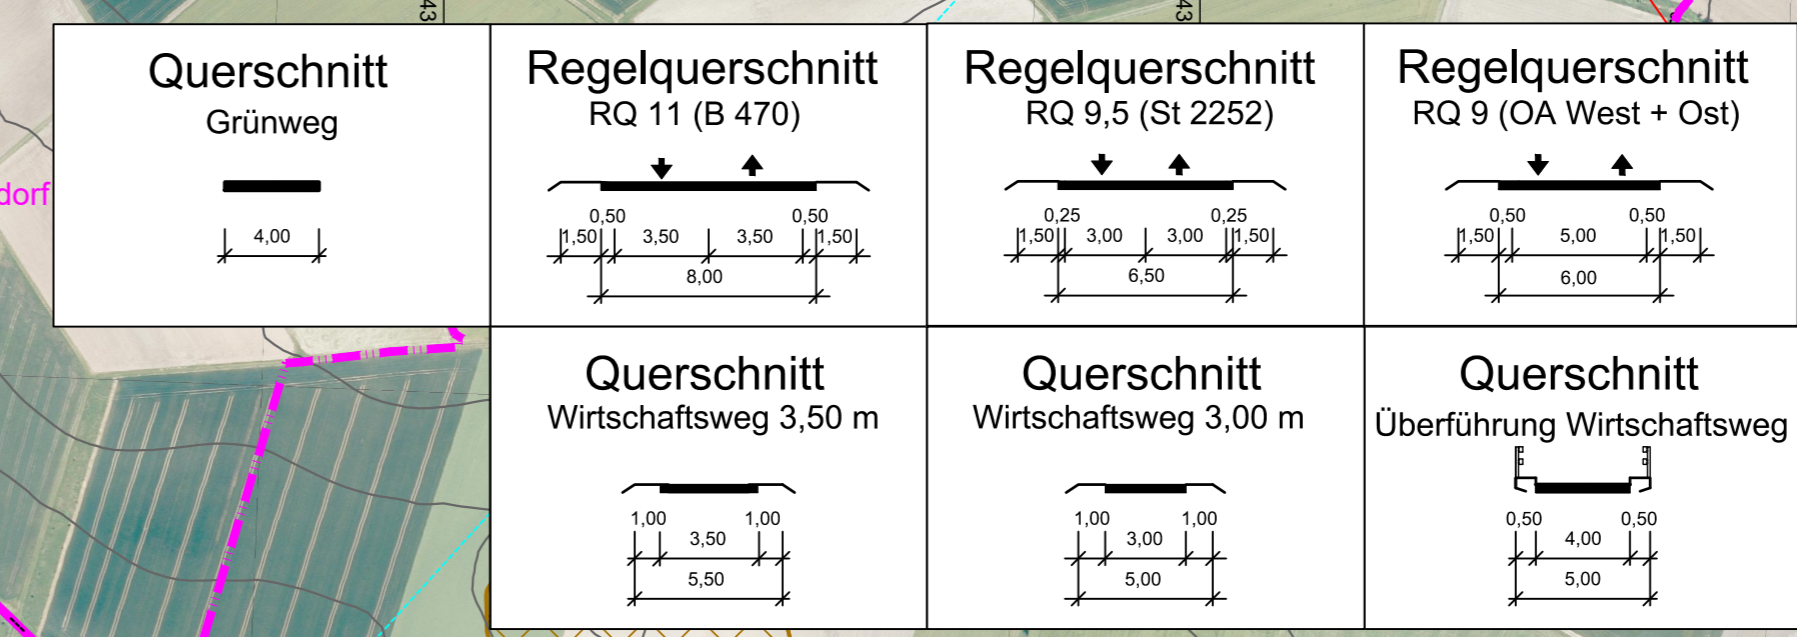 43
43
Querschnitt
Grünweg
4,00
Regelquerschnitt
RQ 11 (B 470)
0,50 0,50
1,50 3,50 3,50 1,50
8,00
Regelquerschnitt
RQ 9,5 (St 2252)
0,25 0,25
1,50 3,00 3,00 1,50
6,50
Regelquerschnitt
RQ 9 (OA West + Ost)
0,50 0,50
1,50 5,00 1,50
6,00
dorf
Querschnitt
Wirtschaftsweg 3,50 m
1,00 1,00
3,50
5,50
Querschnitt
Wirtschaftsweg 3,00 m
1,00 1,00
3,00
5,00
Querschnitt
Überführung Wirtschaftsweg
0,50 0,50
4,00
5,00